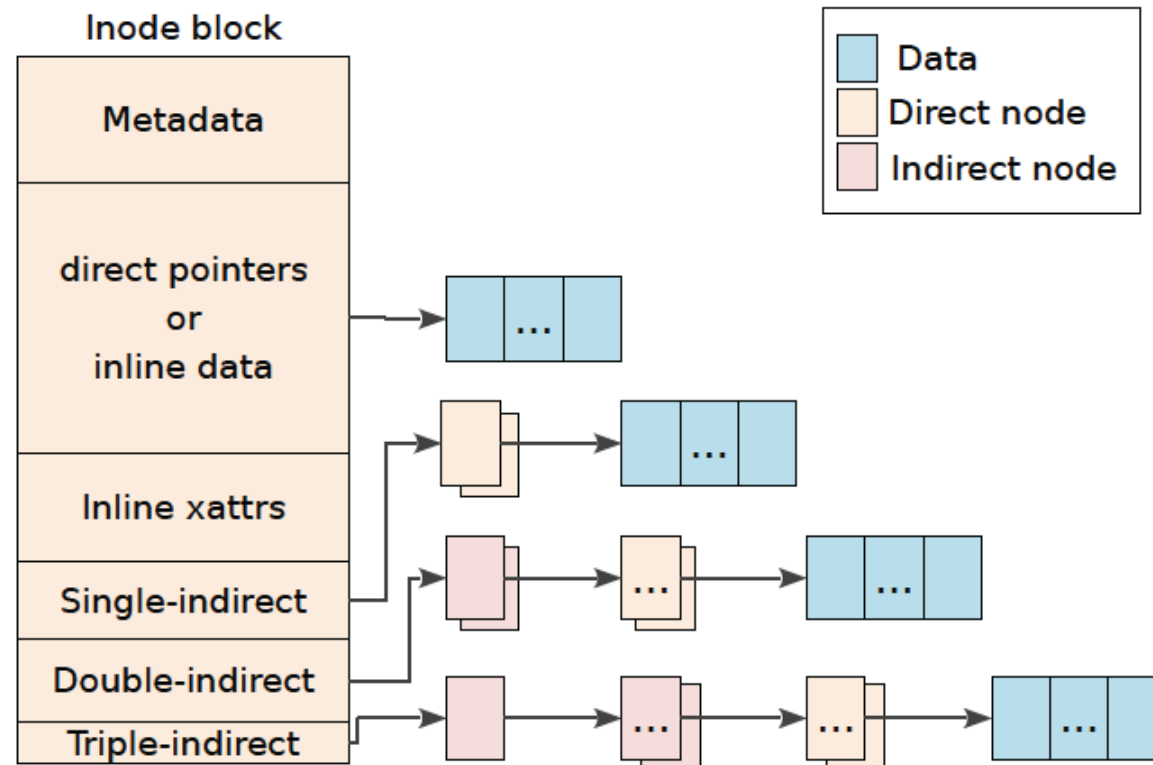 Inode block
Metadata
direct pointers
or
inline data
Inline xattrs
Single-indirect
Double-indirect
Triple-indirect
Data
Direct node
Indirect node
...
...
...
...
...
...
...